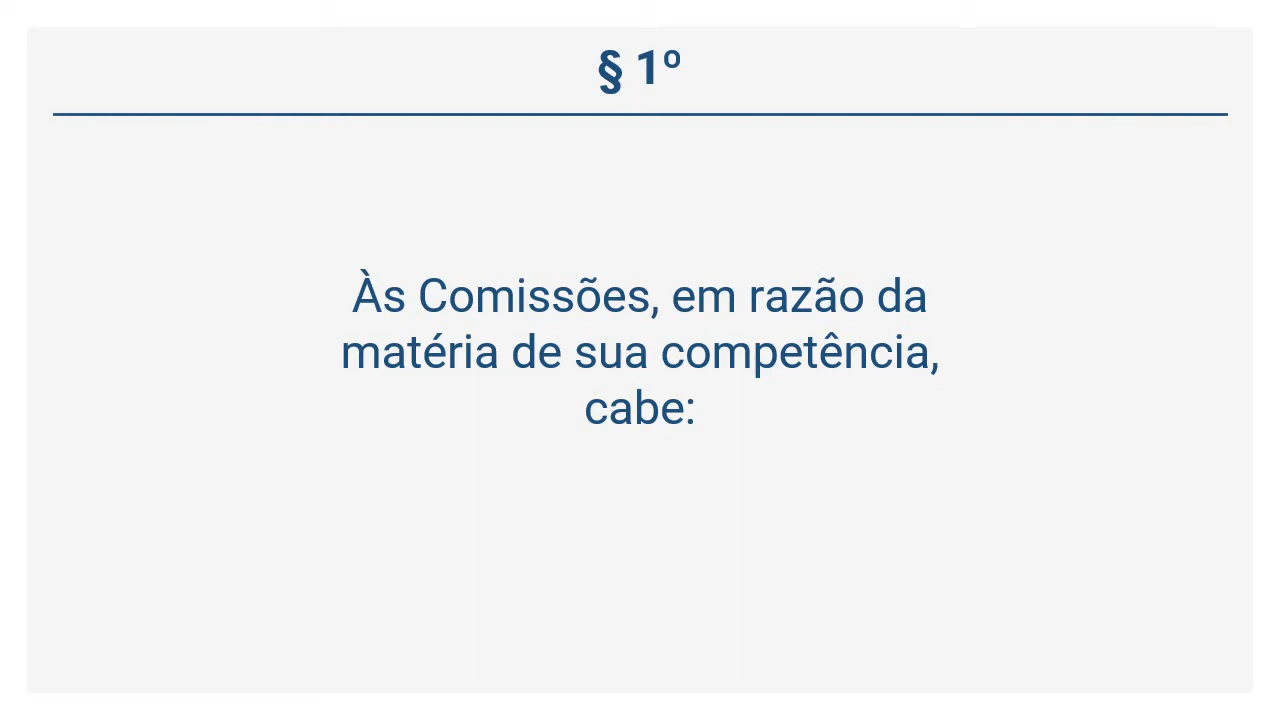 § 1º
Às Comissões, em razão da
matéria de sua competência,
cabe: